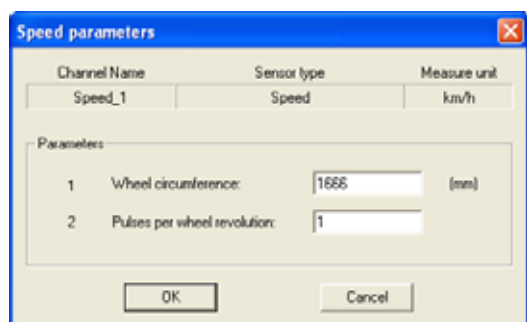 Speed parameters
Channel Name Sensor type Measure unit
Speed_1 Speed km/h
Parameters
1 Wheel circumference: 1666 (mm)
2 Pulses per wheel revolution: 1
OK Cancel